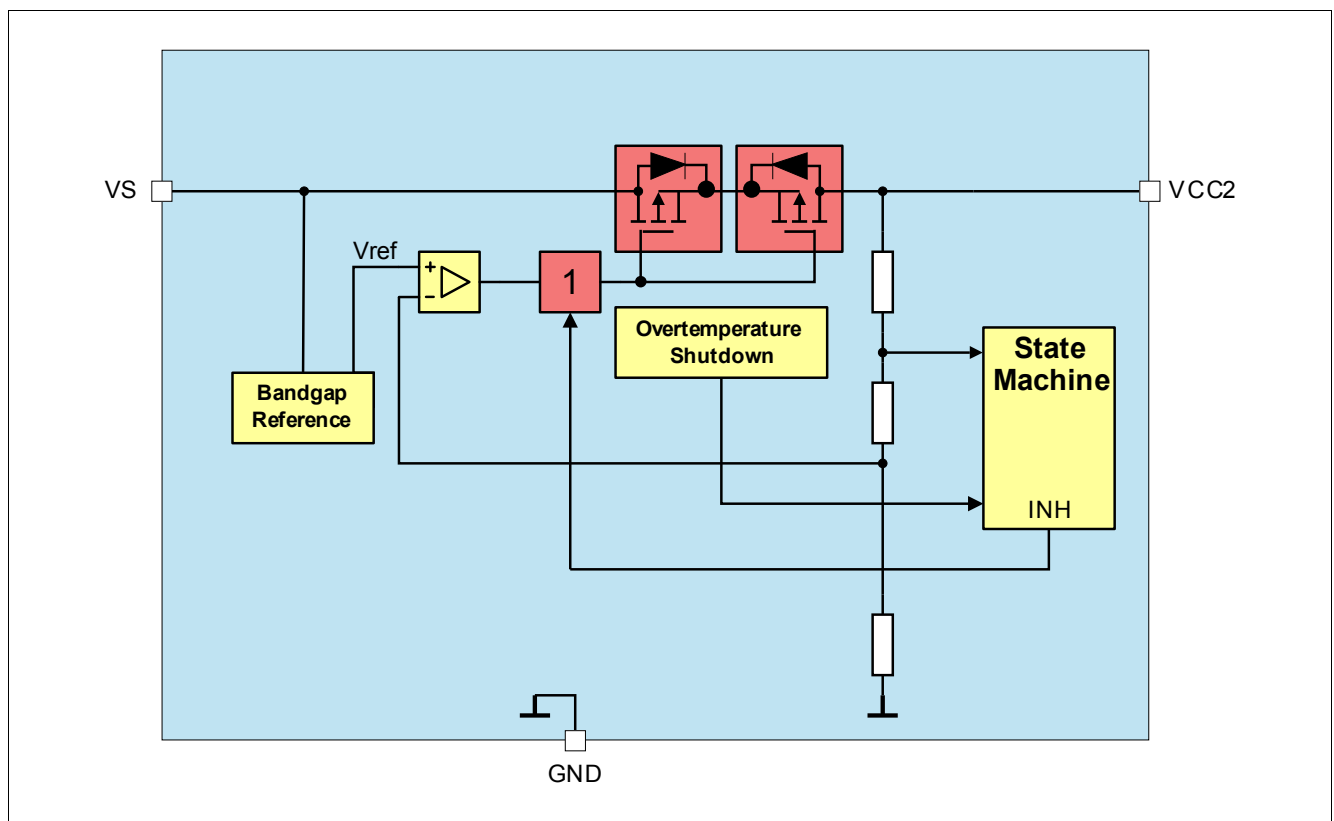 VS
VCC2
Vref
+
-
1
Overtemperature
Shutdown
State
Machine
Bandgap
Reference
INH
GND